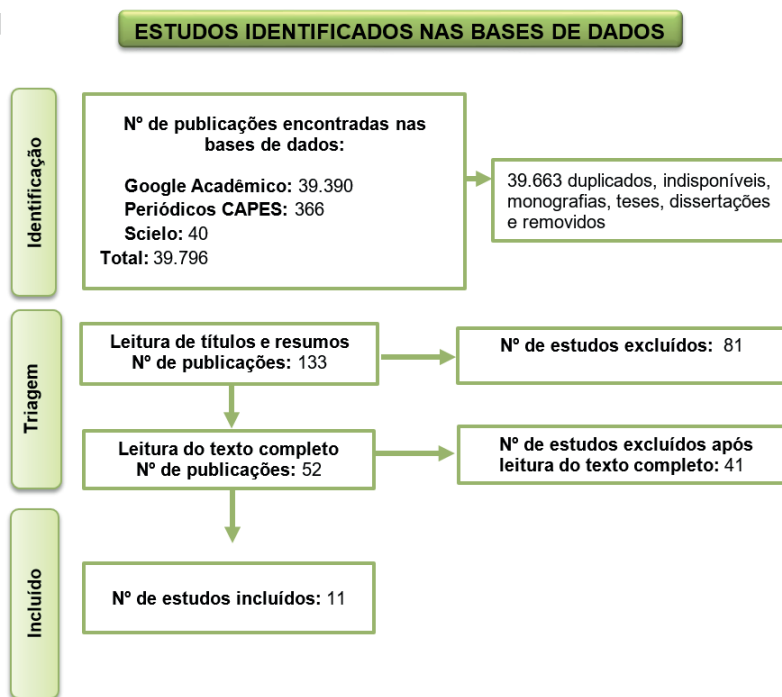 ESTUDOS IDENTIFICADOS NAS BASES DE DADOS
Identificação
Nº de publicações encontradas nas
bases de dados:
Google Acadêmico: 39.390
Periódicos CAPES: 366
Scielo: 40
Total: 39.796
39.663 duplicados, indisponíveis,
monografias, teses, dissertações
e removidos
Triagem
Leitura de títulos e resumos
Nº de publicações: 133
Nº de estudos excluídos: 81
Leitura do texto completo
Nº de publicações: 52
Nº de estudos excluídos após
leitura do texto completo: 41
Incluído
Nº de estudos incluídos: 11